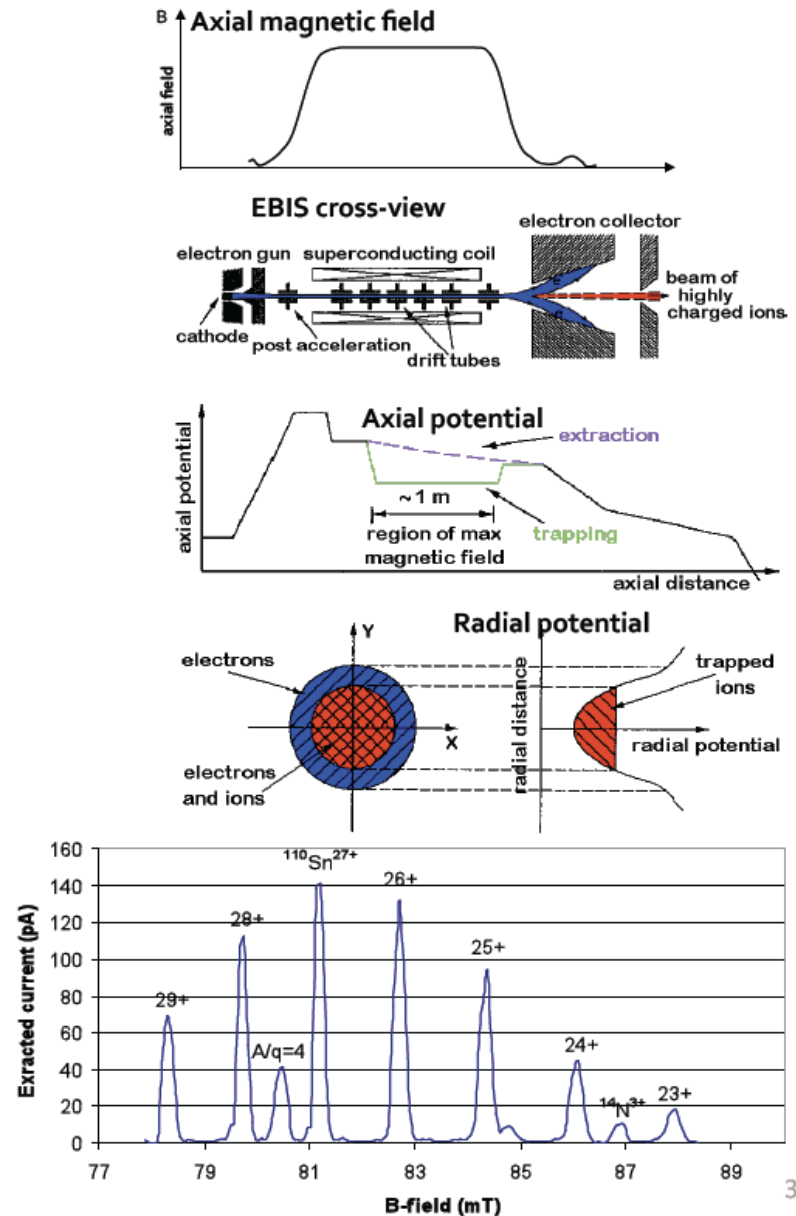 B
Axial magnetic field
axial field
EBIS cross-view
electron collector
electron gun
superconducting coil
e⁻
beam of
highly
charged ions
cathode
post acceleration
drift tubes
e⁻
Axial potential
axial potential
extraction
~ 1 m
region of max
magnetic field
trapping
axial distance
Radial potential
Y
electrons
trapped
ions
radial distance
X
radial potential
electrons
and ions
160
140
120
100
80
60
40
20
0
Exracted current (pA)
29+
28+
A/q=4
¹¹⁰Sn²⁷⁺
26+
25+
24+
¹⁴N³⁺
23+
77
79
81
83
85
87
89
B-field (mT)
3